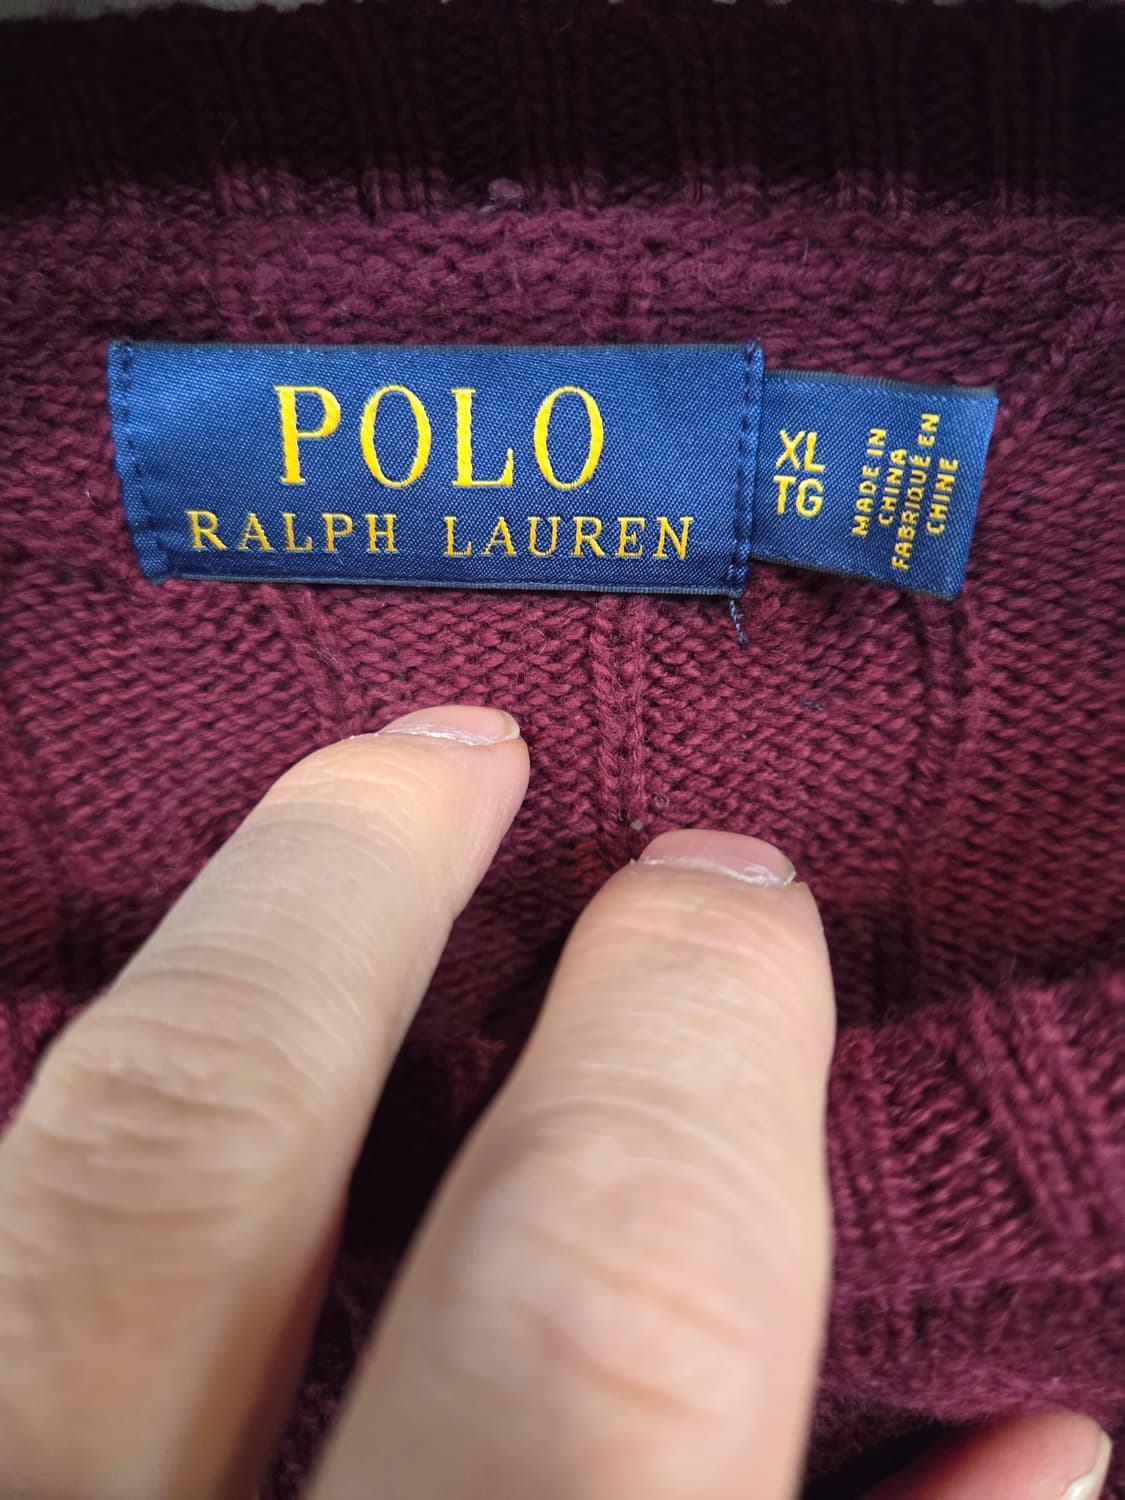 POLO
RALPH LAUREN
XL
TG
MADE IN
CHINA
FABRIQUÉ EN
CHINE